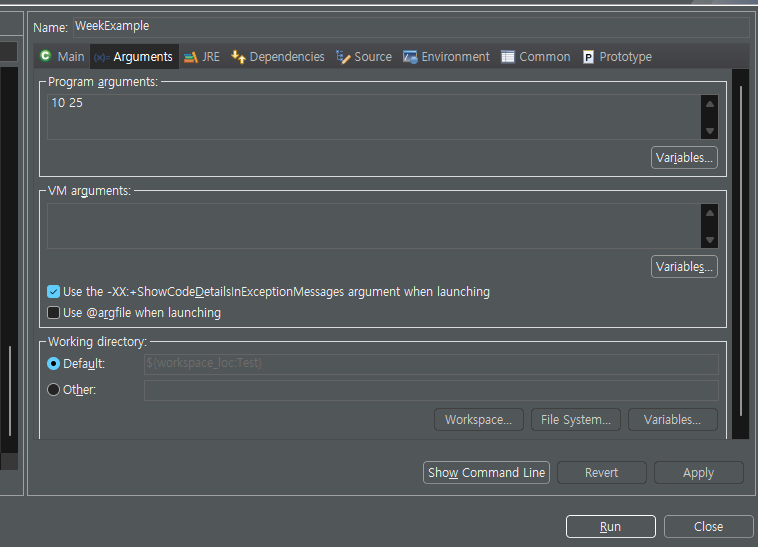 Name: WeekExample
Main (x)= Arguments JRE Dependencies Source Environment Common Prototype
Program arguments:
10 25
Variables...
VM arguments:
Variables...
Use the -XX:+ShowCodeDetailsInExceptionMessages argument when launching
Use @argfile when launching
Working directory:
Default: ${workspace_loc:Test}
Other:
Workspace... File System... Variables...
Show Command Line Revert Apply
Run Close